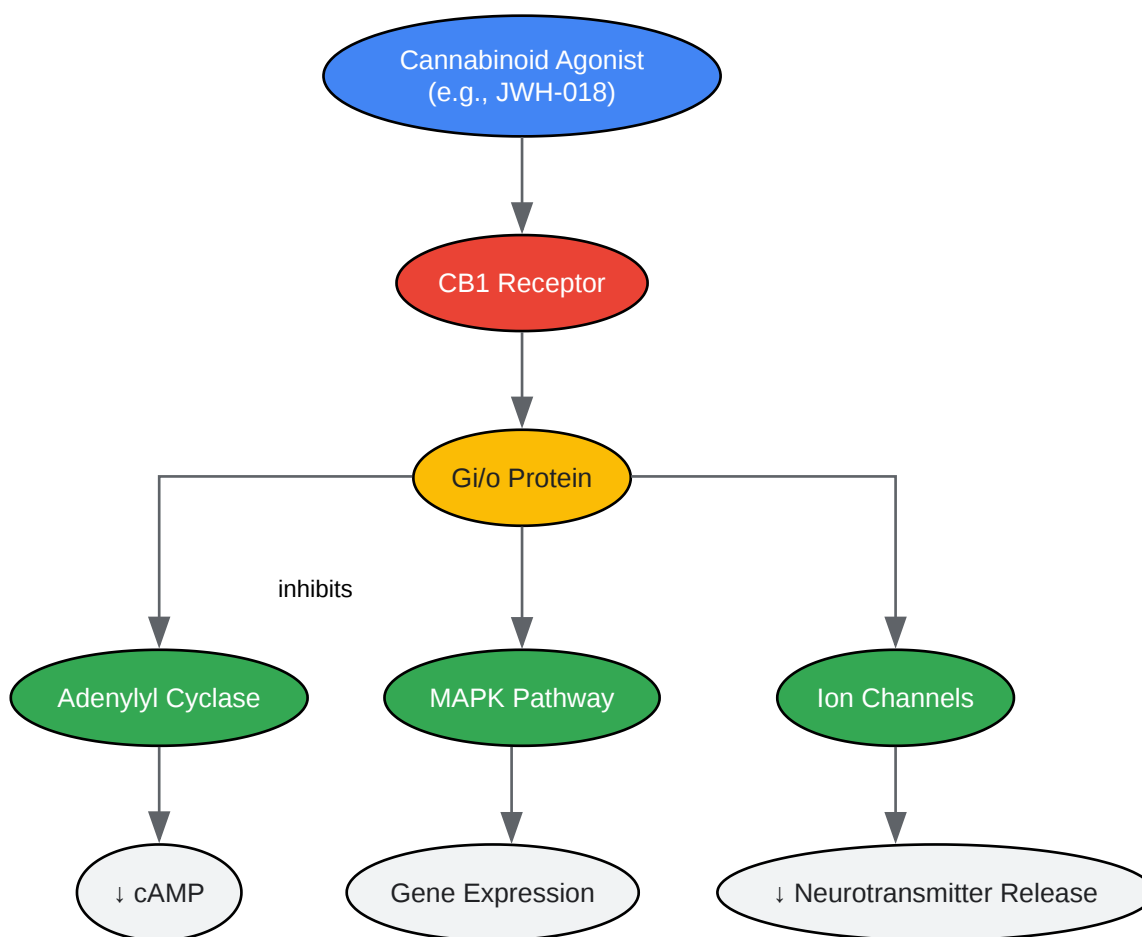 Cannabinoid Agonist
(e.g., JWH-018)
CB1 Receptor
Gi/o Protein
inhibits
Adenylyl Cyclase
MAPK Pathway
Ion Channels
↓ cAMP
Gene Expression
↓ Neurotransmitter Release